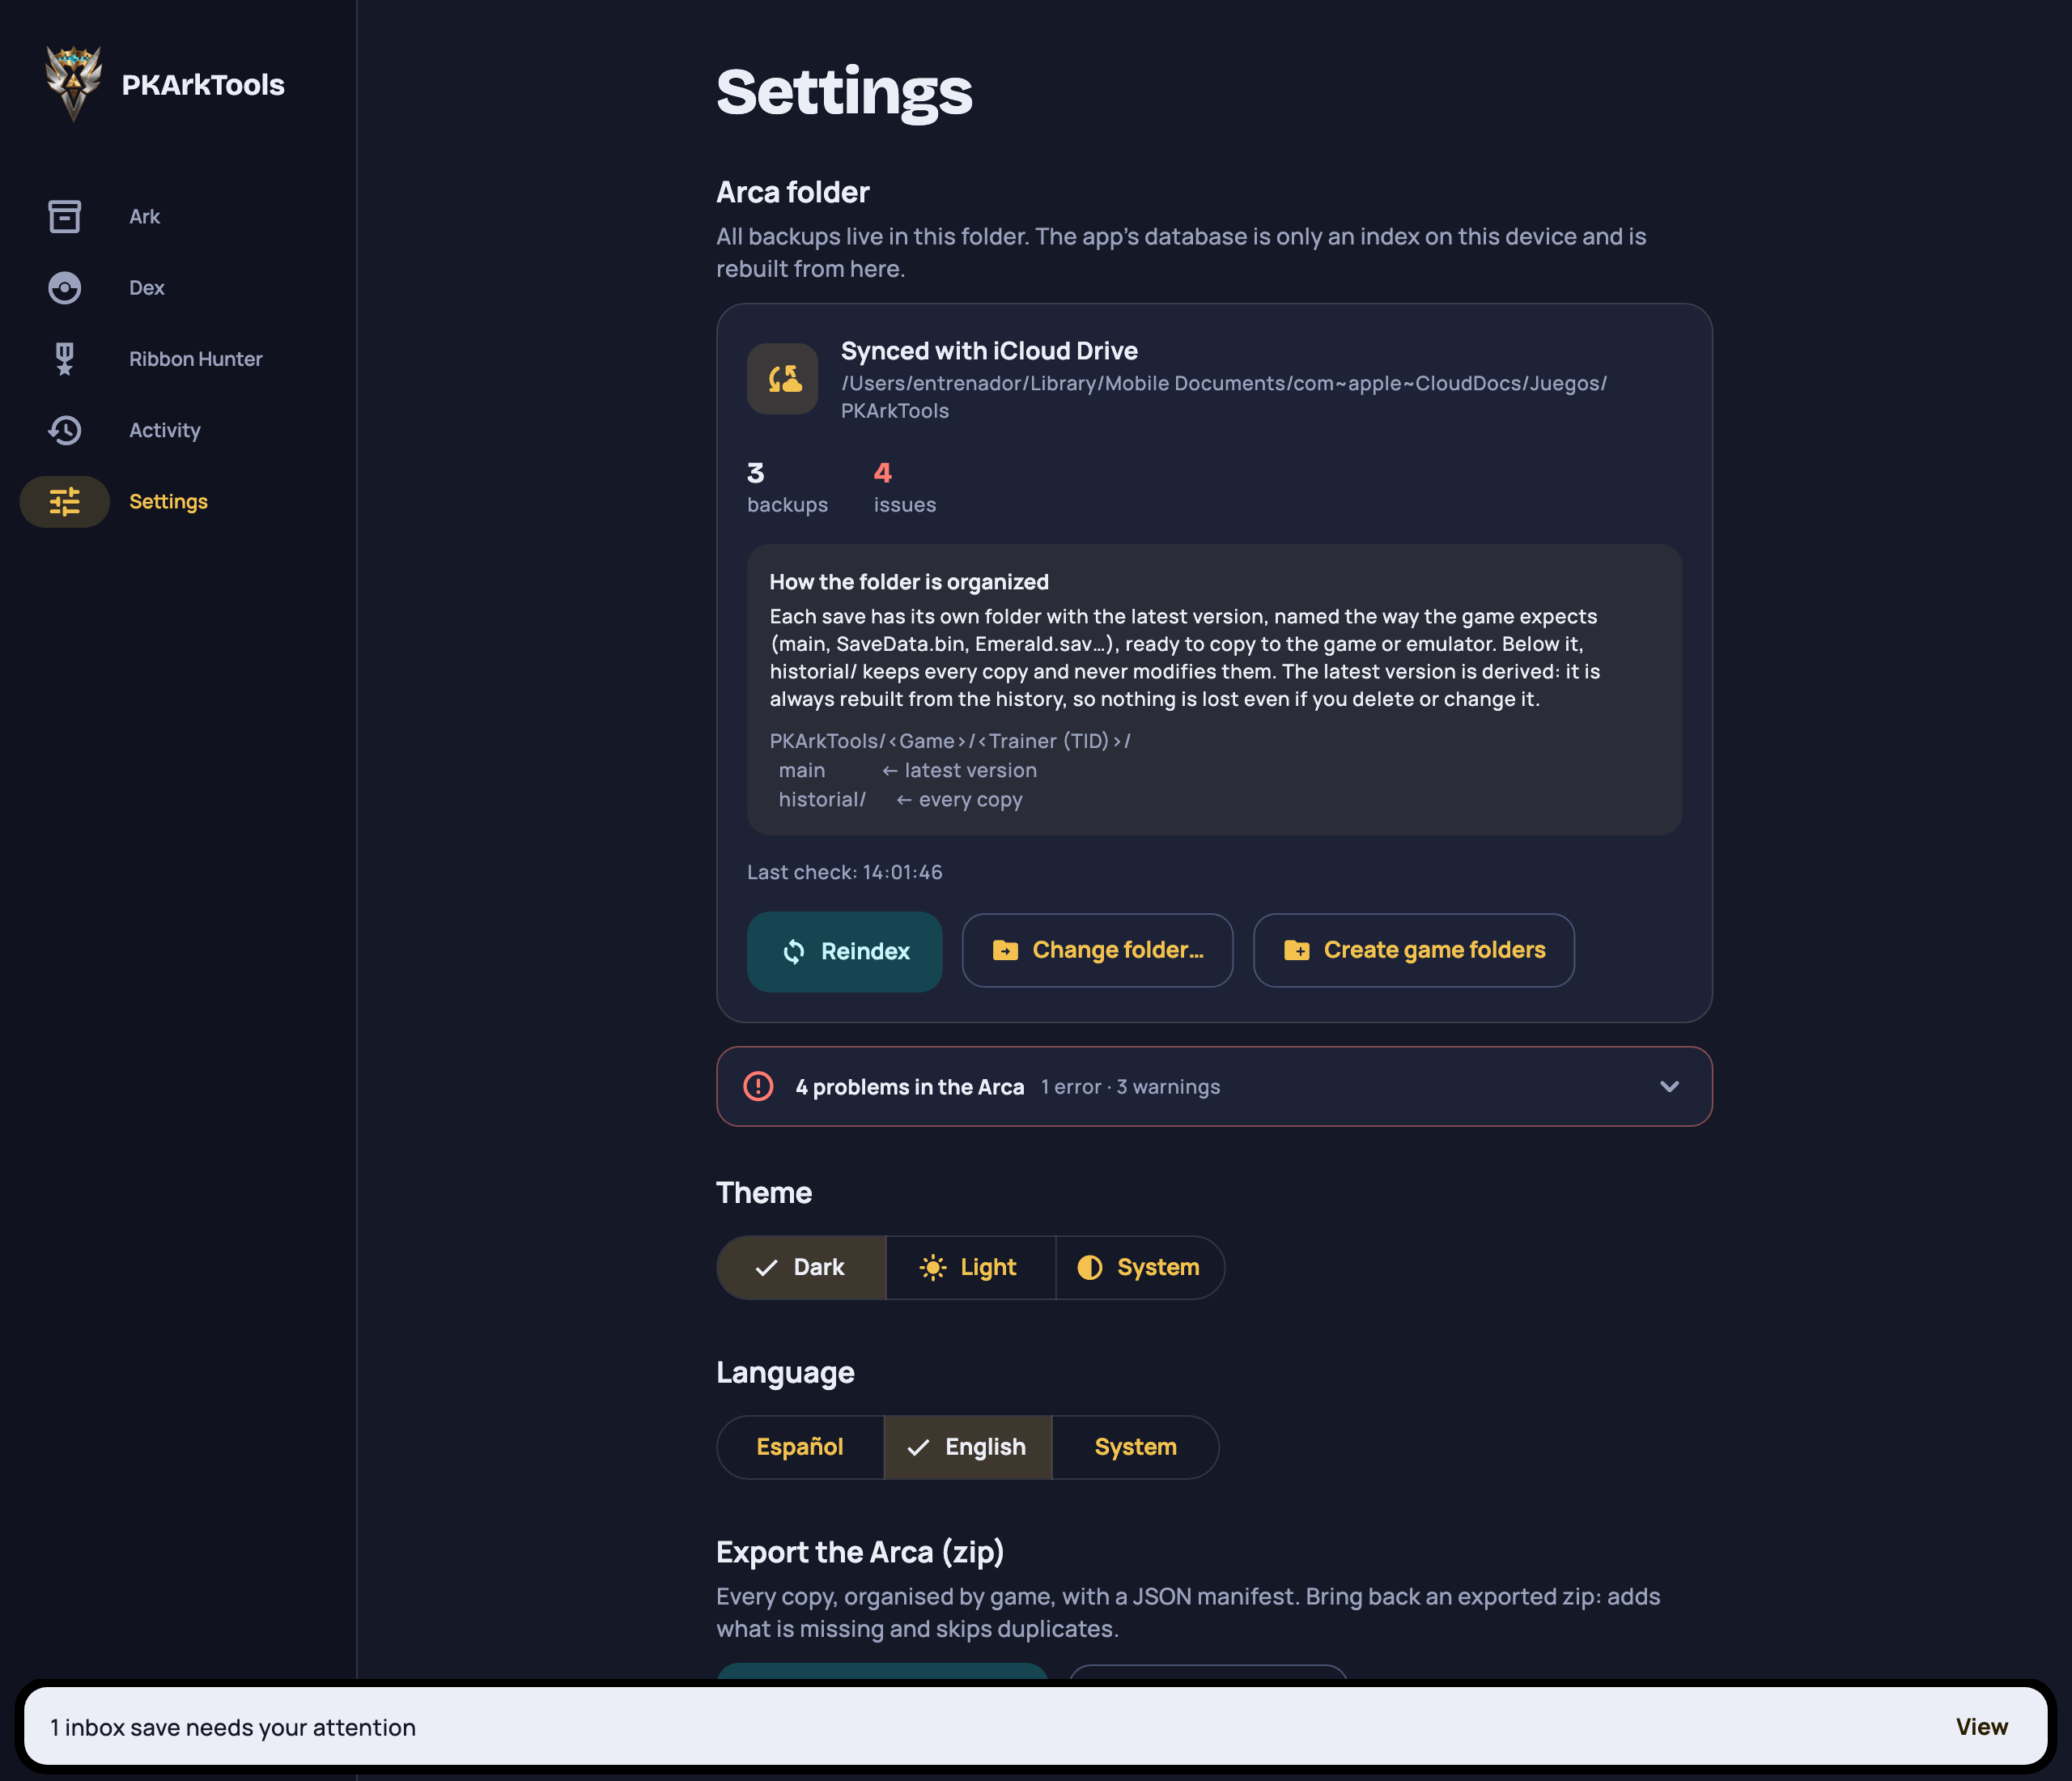 PKArkTools
Ark
Dex
Ribbon Hunter
Activity
Settings
Settings
Arca folder
All backups live in this folder. The app's database is only an index on this device and is
rebuilt from here.
Synced with iCloud Drive
/Users/entrenador/Library/Mobile Documents/com~apple~CloudDocs/Juegos/
PKArkTools
3
backups
4
issues
How the folder is organized
Each save has its own folder with the latest version, named the way the game expects
(main, SaveData.bin, Emerald.sav…), ready to copy to the game or emulator. Below it,
historial/ keeps every copy and never modifies them. The latest version is derived: it is
always rebuilt from the history, so nothing is lost even if you delete or change it.
PKArkTools/<Game>/<Trainer (TID)>/
main ← latest version
historial/ ← every copy
Last check: 14:01:46
Reindex
Change folder…
Create game folders
4 problems in the Arca 1 error · 3 warnings
Theme
Dark
Light
System
Language
Español
English
System
Export the Arca (zip)
Every copy, organised by game, with a JSON manifest. Bring back an exported zip: adds
what is missing and skips duplicates.
1 inbox save needs your attention
View